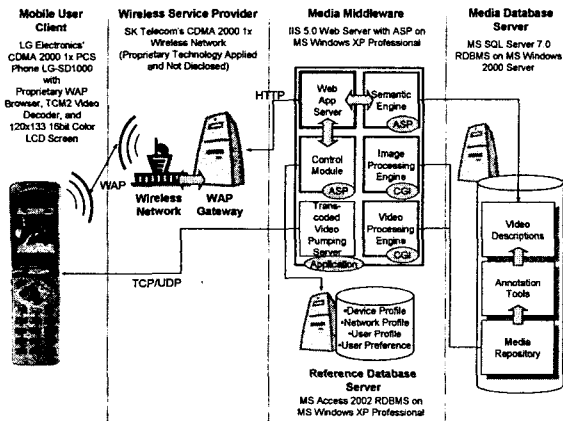 Mobile User
Client
LG Electronics'
CDMA 2000 1x PCS
Phone LG-SD1000
with
Proprietary WAP
Browser, TCM2 Video
Decoder, and
120x133 16bit Color
LCD Screen
Wireless Service Provider
SK Telecom's CDMA 2000 1x
Wireless Network
(Proprietary Technology Applied
and Not Disclosed)
Media Middleware
IIS 5.0 Web Server with ASP on
MS Windows XP Professional
Media Database
Server
MS SQL Server 7.0
RDBMS on MS Windows
2000 Server
HTTP
WAP
Wireless
Network
WAP
Gateway
TCP/UDP
Web
App
Server
Semantic
Engine
ASP
Control
Module
ASP
Image
Processing
Engine
CGI
Trans-
coded
Video
Pumping
Server
Application
Video
Processing
Engine
CGI
Video
Descriptions
Annotation
Tools
Media
Repository
•Device Profile
•Network Profile
•User Profile
•User Preference
Reference Database
Server
MS Access 2002 RDBMS on
MS Windows XP Professional